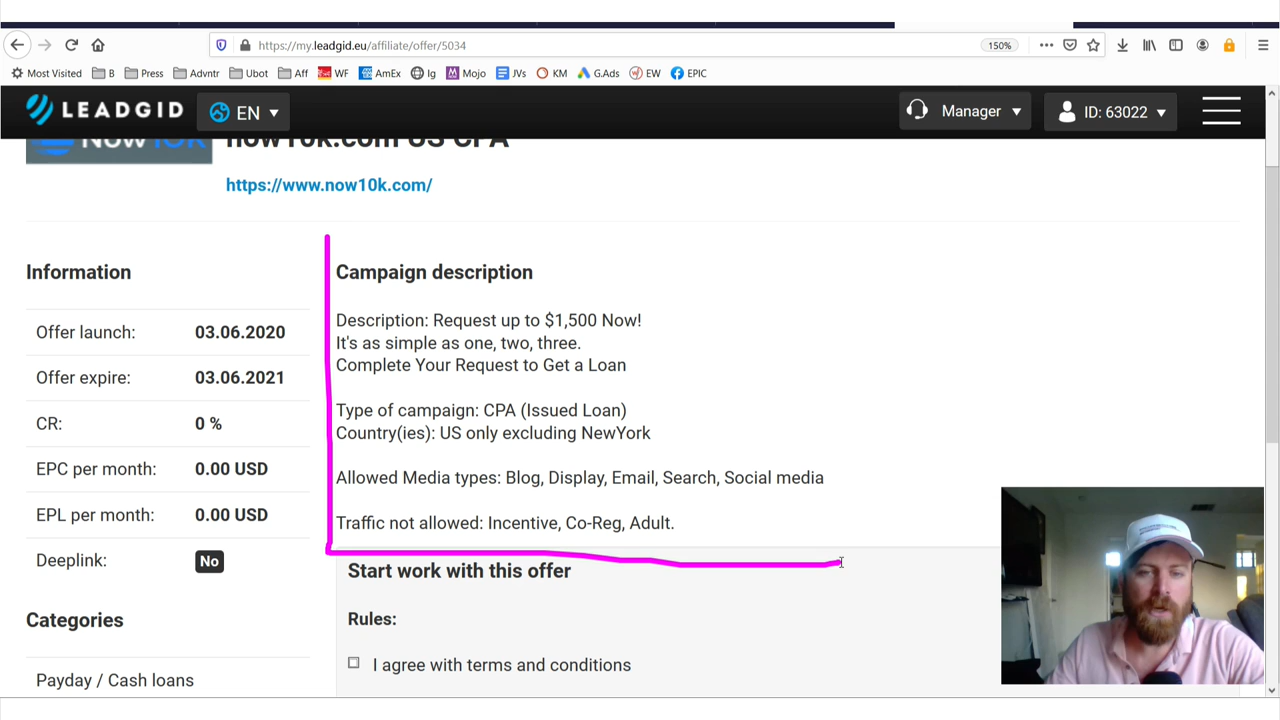 https://my.leadgid.eu/affiliate/offer/5034
150%
Most Visited B Press Advntr Ubot Aff WF AmEx Ig Mojo JVs KM G.Ads EW EPIC
LEADGID EN Manager ID: 63022
Now10K now10k.com US CPA
https://www.now10k.com/
Information
Offer launch: 03.06.2020
Offer expire: 03.06.2021
CR: 0 %
EPC per month: 0.00 USD
EPL per month: 0.00 USD
Deeplink: No
Categories
Payday / Cash loans
Campaign description
Description: Request up to $1,500 Now!
It's as simple as one, two, three.
Complete Your Request to Get a Loan
Type of campaign: CPA (Issued Loan)
Country(ies): US only excluding NewYork
Allowed Media types: Blog, Display, Email, Search, Social media
Traffic not allowed: Incentive, Co-Reg, Adult.
Start work with this offer
Rules:
I agree with terms and conditions